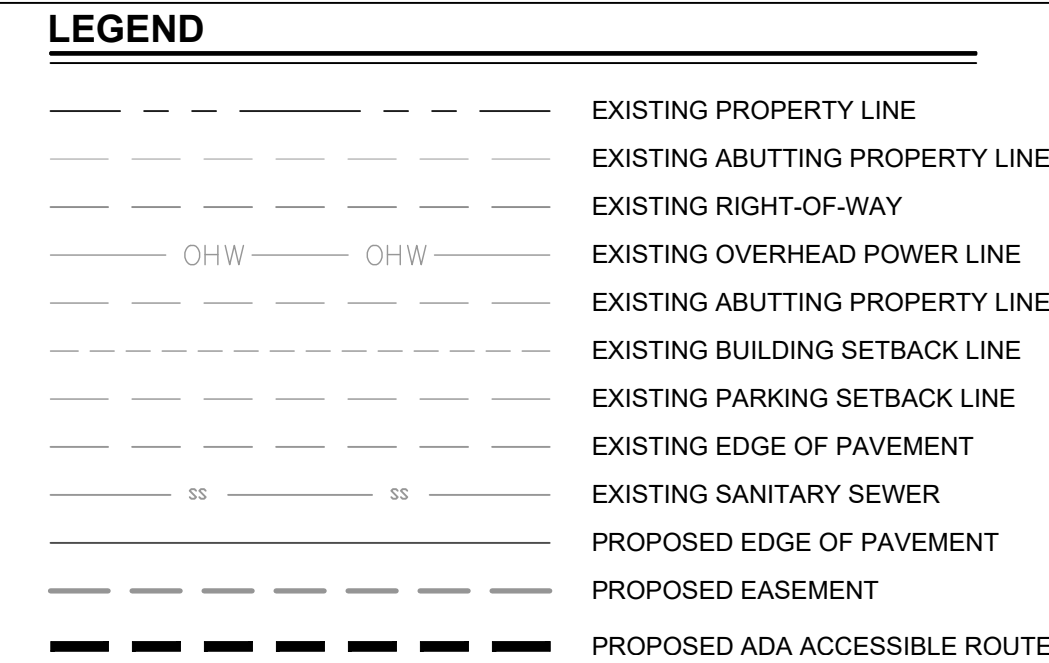 LEGEND
EXISTING PROPERTY LINE
EXISTING ABUTTING PROPERTY LINE
EXISTING RIGHT-OF-WAY
OHW OHW EXISTING OVERHEAD POWER LINE
EXISTING ABUTTING PROPERTY LINE
EXISTING BUILDING SETBACK LINE
EXISTING PARKING SETBACK LINE
EXISTING EDGE OF PAVEMENT
SS SS EXISTING SANITARY SEWER
PROPOSED EDGE OF PAVEMENT
PROPOSED EASEMENT
PROPOSED ADA ACCESSIBLE ROUTE